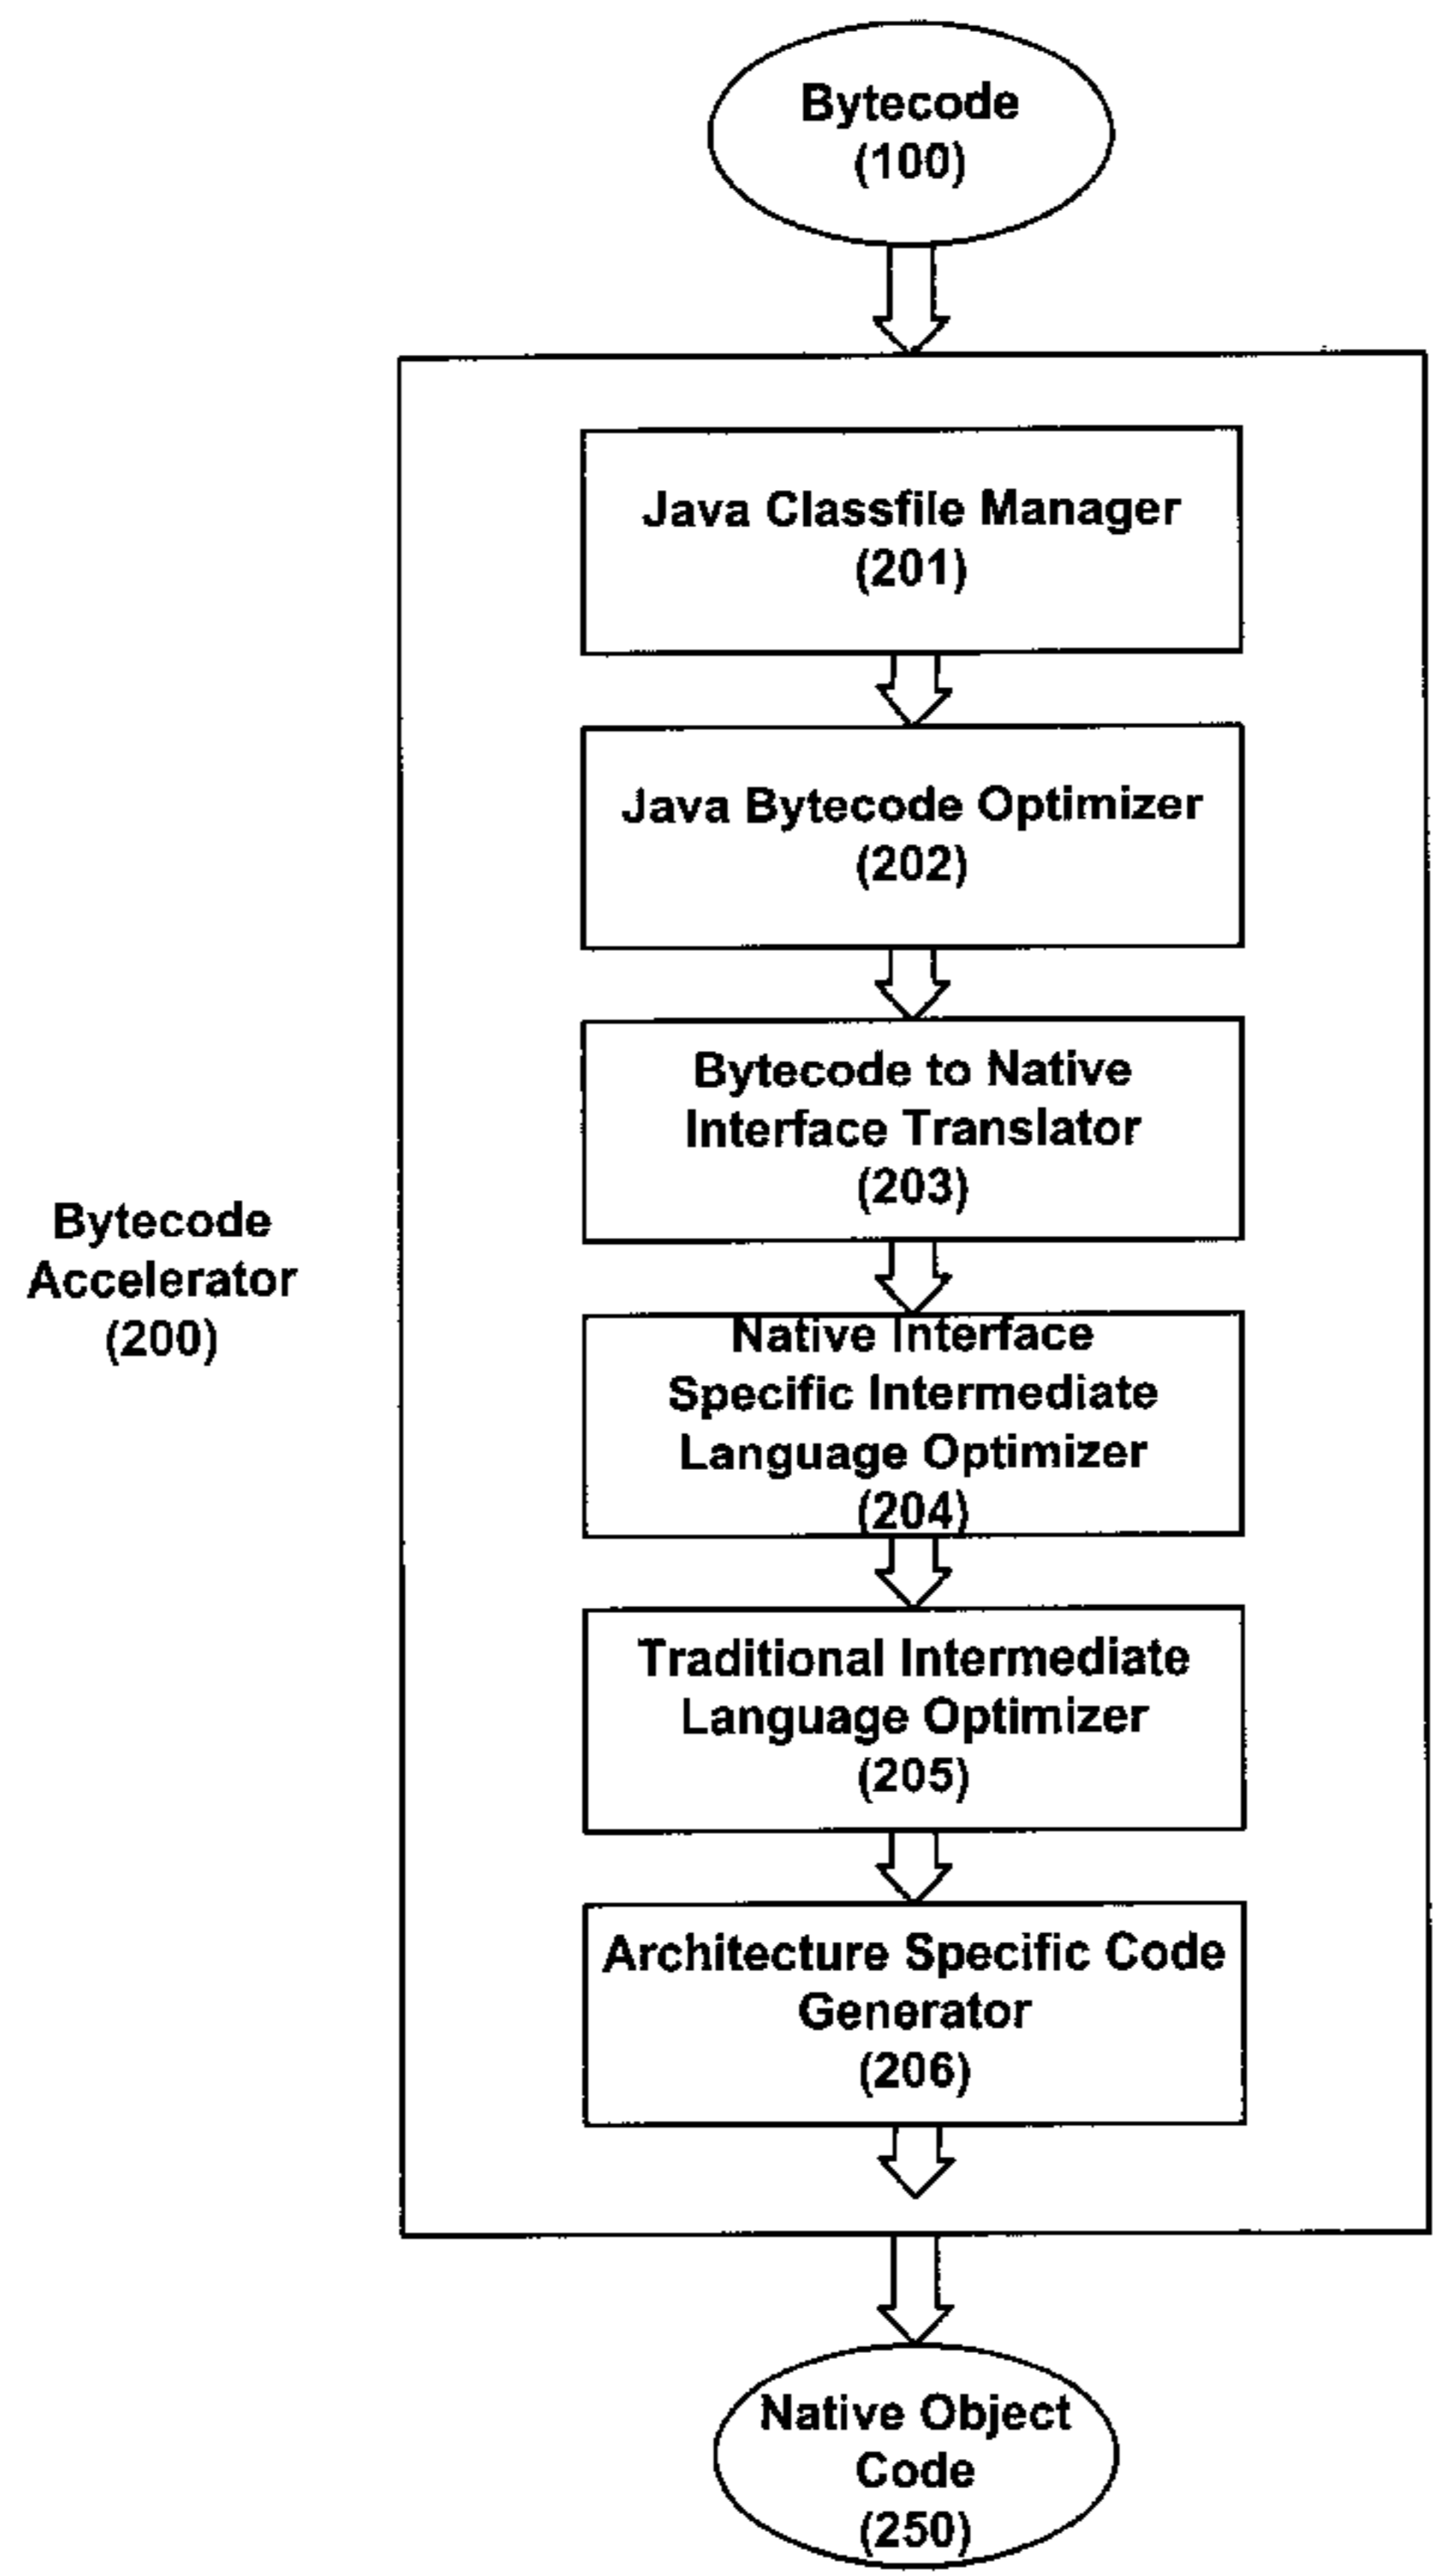 Bytecode
(100)
Java Classfile Manager
(201)
Java Bytecode Optimizer
(202)
Bytecode to Native
Interface Translator
(203)
Bytecode
Accelerator
(200)
Native Interface
Specific Intermediate
Language Optimizer
(204)
Traditional Intermediate
Language Optimizer
(205)
Architecture Specific Code
Generator
(206)
Native Object
Code
(250)